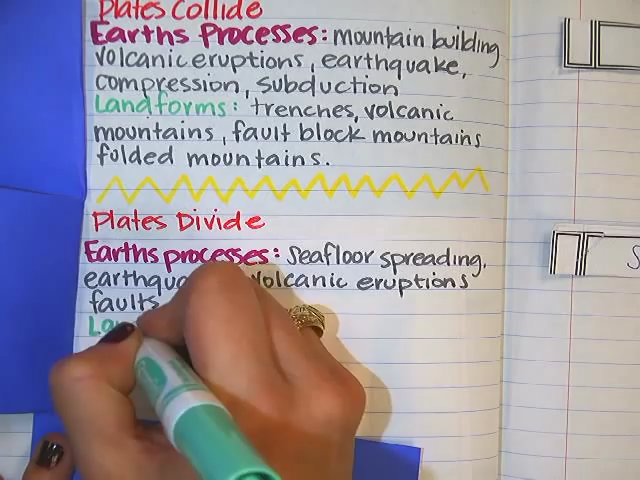 Plates Collide
Earths Processes: mountain building
volcanic eruptions, earthquake,
compression, subduction
Landforms: trenches, volcanic
mountains, fault block mountains
folded mountains.
Plates Divide
Earths processes: seafloor spreading.
volcanic eruptions
faults